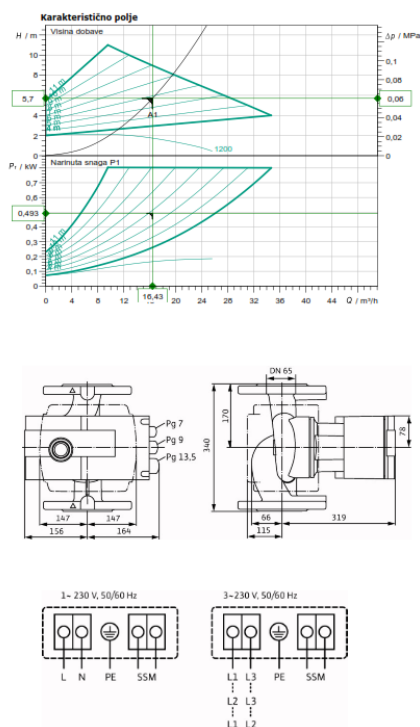 Karakteristično polje
H / m
Visina dobave
Δp / MPa
10
8
5,7
4
2
0
0,1
0,08
0,06
0,04
0,02
0
A1
1200
P₁ / kW
Narinuta snaga P1
0,7
0,6
0,493
0,4
0,3
0,2
0,1
0
0
4
8
12
16,43
20
24
28
32
36
40
44
Q / m³/h
DN 65
Pg 7
Pg 9
Pg 13,5
147
147
156
164
340
170
78
66
115
319
1~ 230 V, 50/60 Hz
3~230 V, 50/60 Hz
L N PE SSM
L1 L3 PE SSM
L2 L3
L1 L2